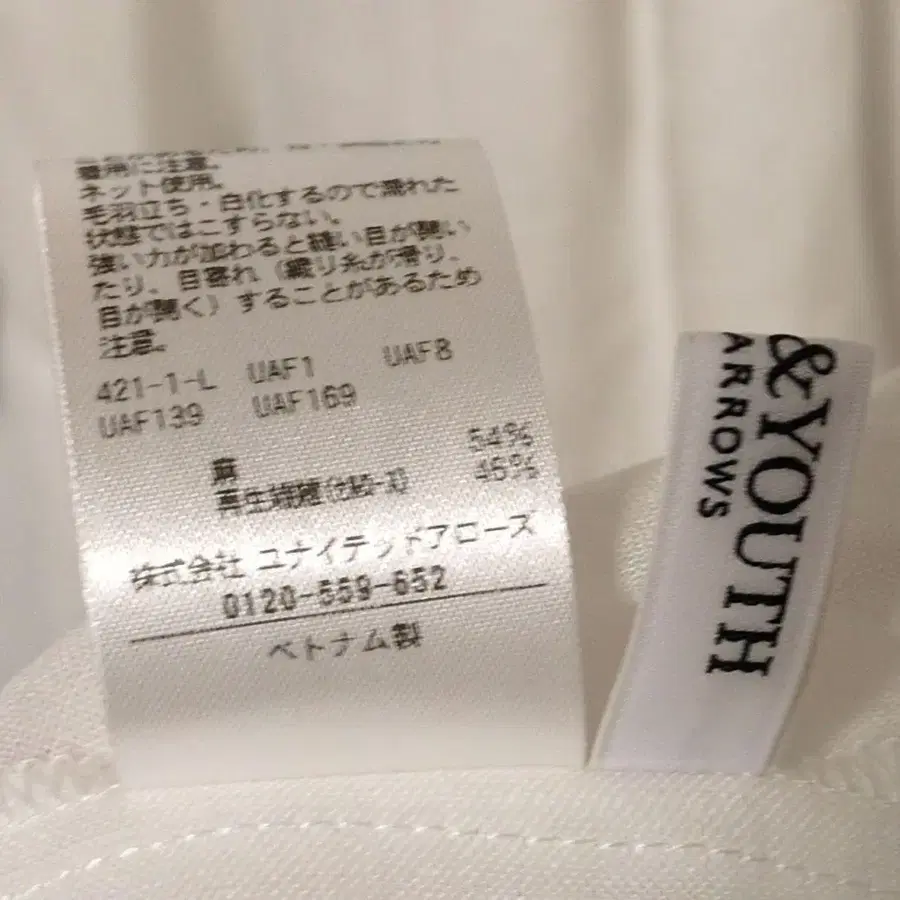 着用に注意。
ネット使用。
毛羽立ち・白化するので濡れた
状態ではこすらない。
強い力が加わると縫い目が開い
たり、目寄れ（織り糸が滑り、
目が開く）することがあるため
注意。
421-1-L UAF1 UAF8
UAF139 UAF169
麻 54%
再生繊維(セルロース) 46%
株式会社 ユナイテッドアローズ
0120-559-652
ベトナム製
&YOUTH
ARROWS